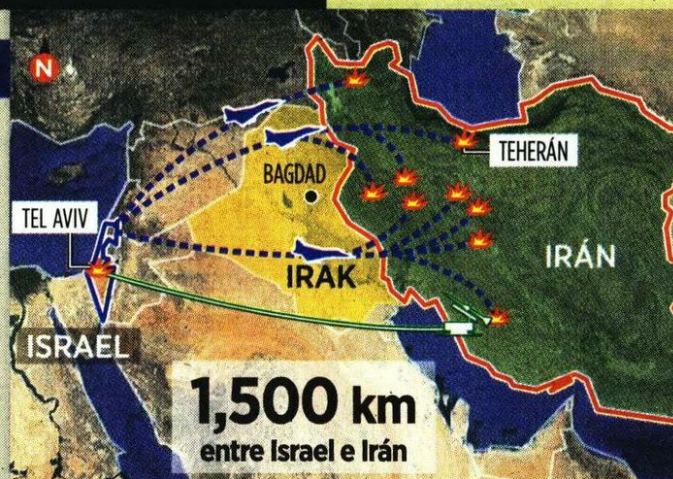 N
TEHERÁN
BAGDAD
TEL AVIV
IRÁN
IRAK
ISRAEL
1,500 km
entre Israel e Irán